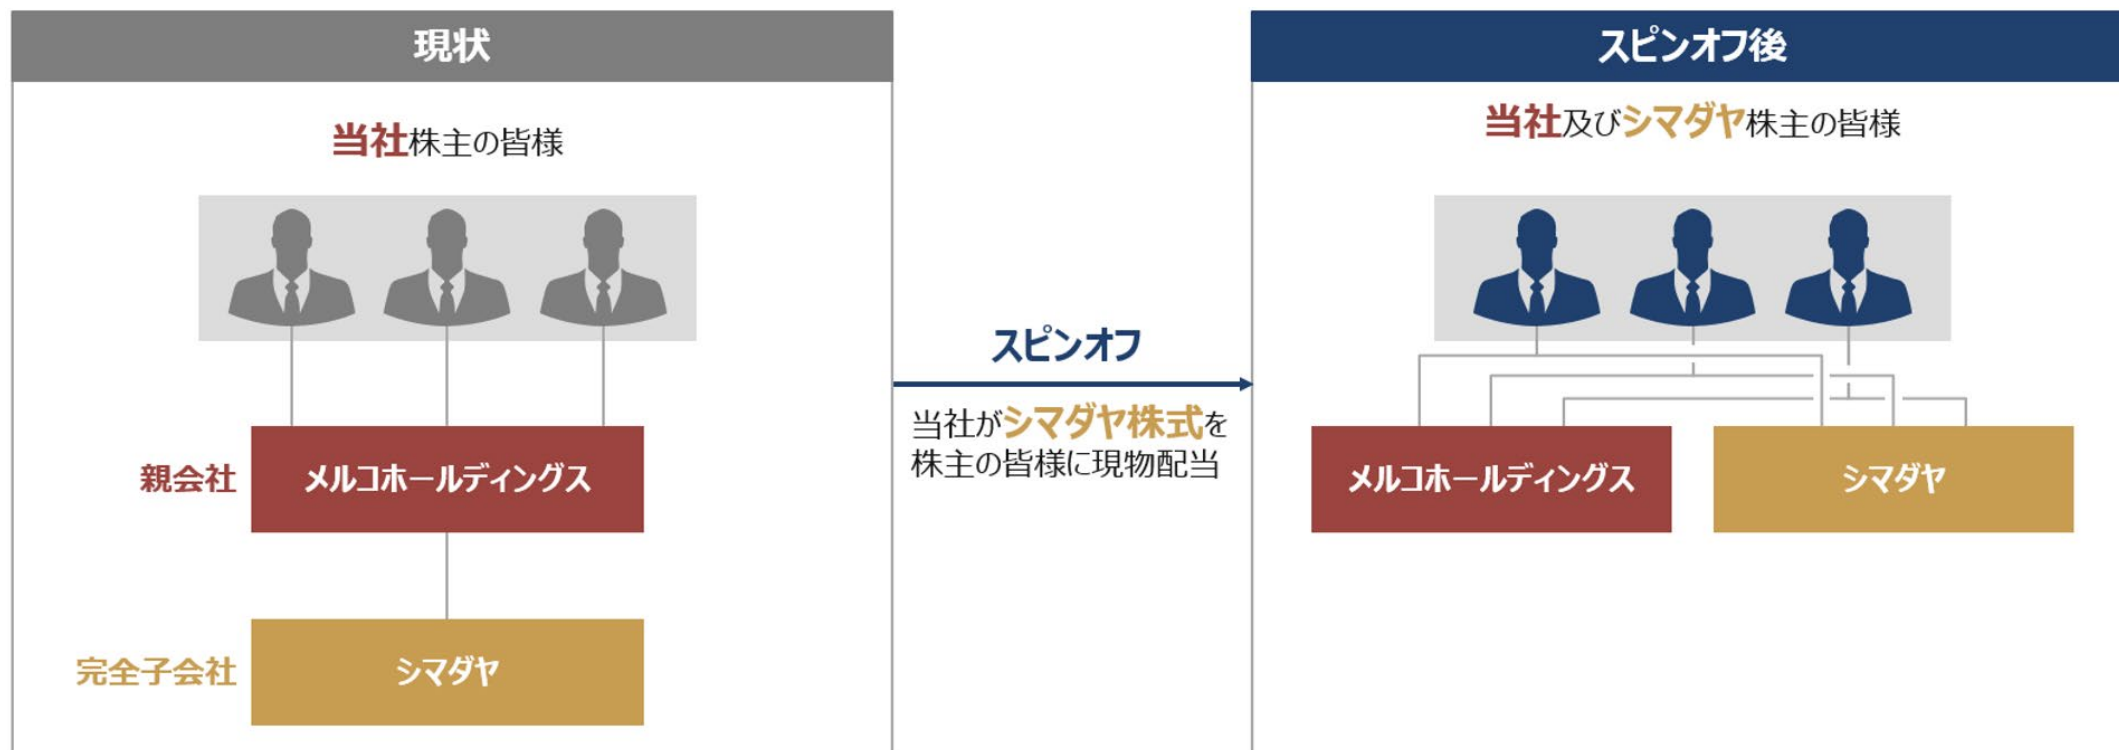 現状
当社株主の皆様
親会社
メルコホールディングス
完全子会社
シマダヤ
スピンオフ
当社がシマダヤ株式を
株主の皆様に現物配当
スピンオフ後
当社及びシマダヤ株主の皆様
メルコホールディングス
シマダヤ